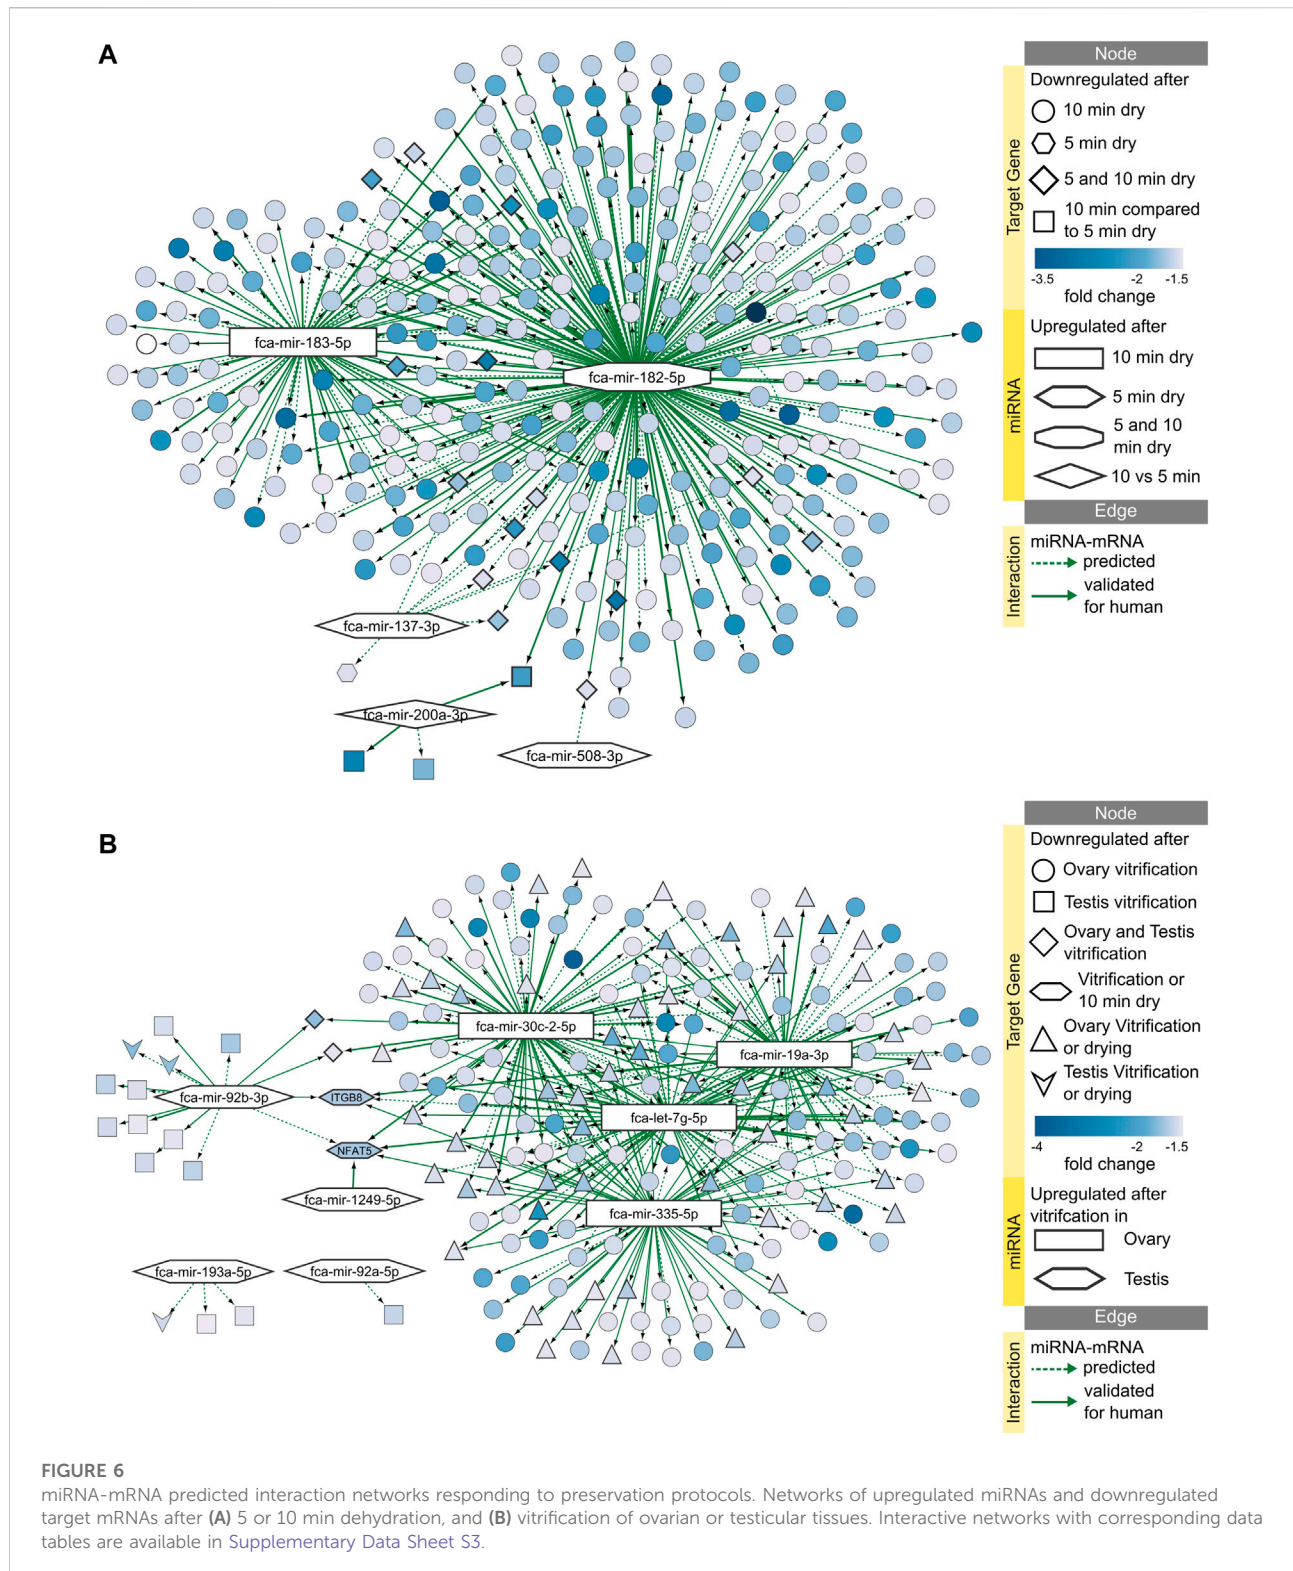 A
fca-mir-183-5p
fca-mir-182-5p
fca-mir-137-3p
fca-mir-200a-3p
fca-mir-508-3p
Node
Target Gene
Downregulated after
10 min dry
5 min dry
5 and 10 min dry
10 min compared
to 5 min dry
-3.5 -2 -1.5
fold change
miRNA
Upregulated after
10 min dry
5 min dry
5 and 10
min dry
10 vs 5 min
Edge
Interaction
miRNA-mRNA
predicted
validated
for human
B
fca-mir-30c-2-5p
fca-mir-19a-3p
fca-mir-92b-3p
ITGB8
fca-let-7g-5p
NFAT5
fca-mir-1249-5p
fca-mir-335-5p
fca-mir-193a-5p
fca-mir-92a-5p
Node
Target Gene
Downregulated after
Ovary vitrification
Testis vitrification
Ovary and Testis
vitrification
Vitrification or
10 min dry
Ovary Vitrification
or drying
Testis Vitrification
or drying
-4 -2 -1.5
fold change
miRNA
Upregulated after
vitrifcation in
Ovary
Testis
Edge
Interaction
miRNA-mRNA
predicted
validated
for human
FIGURE 6
miRNA-mRNA predicted interaction networks responding to preservation protocols. Networks of upregulated miRNAs and downregulated
target mRNAs after (A) 5 or 10 min dehydration, and (B) vitrification of ovarian or testicular tissues. Interactive networks with corresponding data
tables are available in Supplementary Data Sheet S3.